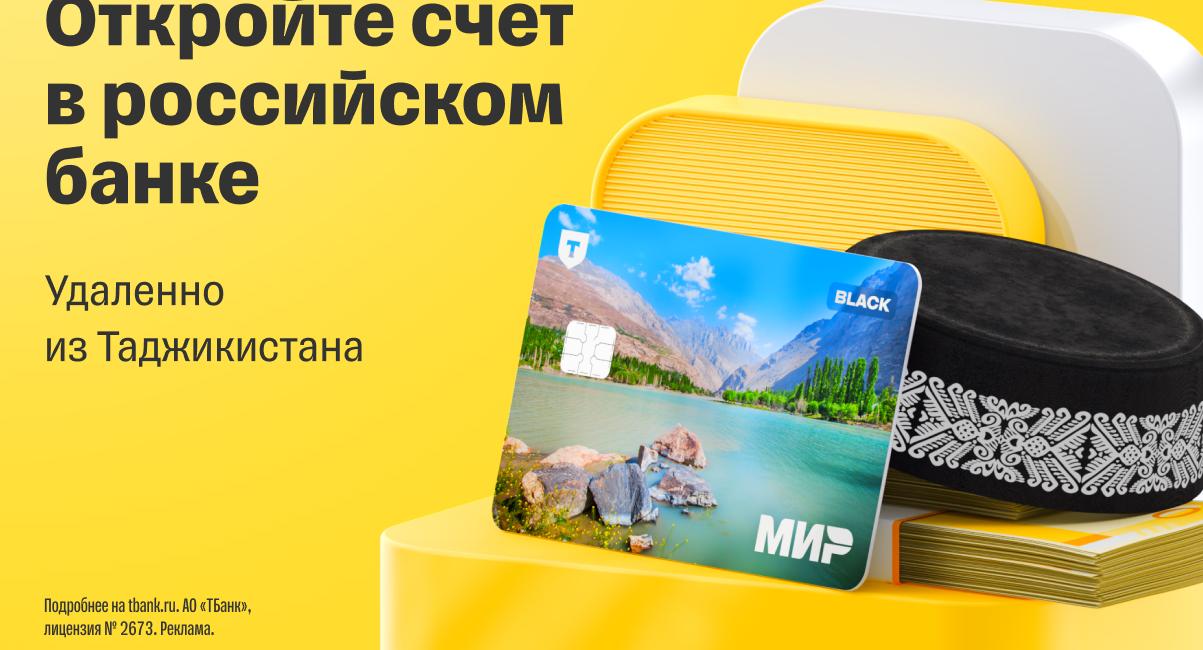 Откройте счет
в российском
банке
Удаленно
из Таджикистана
Т
BLACK
МИР
Подробнее на tbank.ru. АО «ТБанк»,
лицензия № 2673. Реклама.